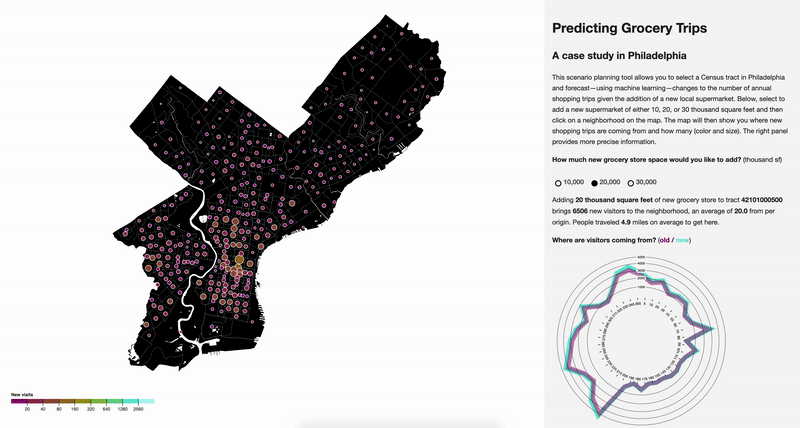 Predicting Grocery Trips
A case study in Philadelphia
This scenario planning tool allows you to select a Census tract in Philadelphia
and forecast—using machine learning—changes to the number of annual
shopping trips given the addition of a new local supermarket. Below, select to
add a new supermarket of either 10, 20, or 30 thousand square feet and then
click on a neighborhood on the map. The map will then show you where new
shopping trips are coming from and how many (color and size). The right panel
provides more precise information.
How much new grocery store space would you like to add? (thousand sf)
10,000 20,000 30,000
Adding 20 thousand square feet of new grocery store to tract 42101000500
brings 6506 new visitors to the neighborhood, an average of 20.0 from per
origin. People traveled 4.9 miles on average to get here.
Where are visitors coming from? (old / new)
New visits
20 40 80 160 320 640 1280 2560